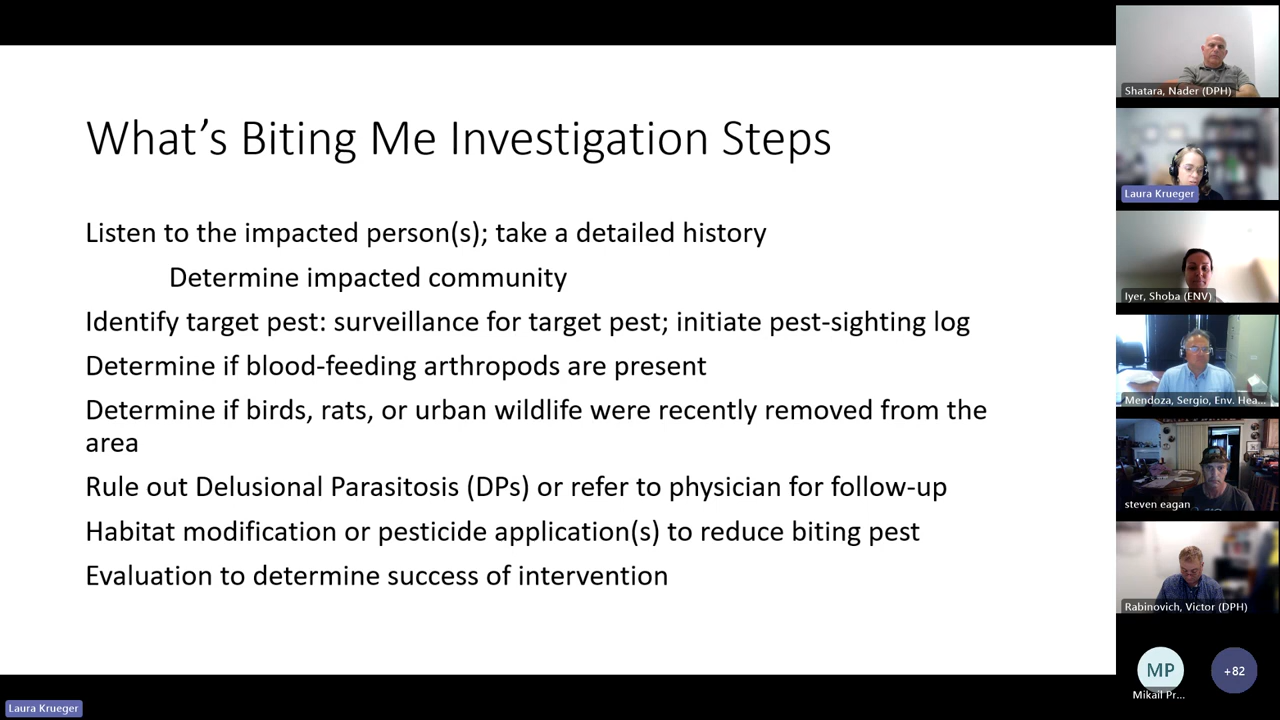 What's Biting Me Investigation Steps
Listen to the impacted person(s); take a detailed history
Determine impacted community
Identify target pest: surveillance for target pest; initiate pest-sighting log
Determine if blood-feeding arthropods are present
Determine if birds, rats, or urban wildlife were recently removed from the
area
Rule out Delusional Parasitosis (DPs) or refer to physician for follow-up
Habitat modification or pesticide application(s) to reduce biting pest
Evaluation to determine success of intervention
Shatara, Nader (DPH)
Laura Krueger
Iyer, Shoba (ENV)
Mendoza, Sergio, Env. Hea...
steven eagan
Rabinovich, Victor (DPH)
MP
Mikail Pr...
+82
Laura Krueger